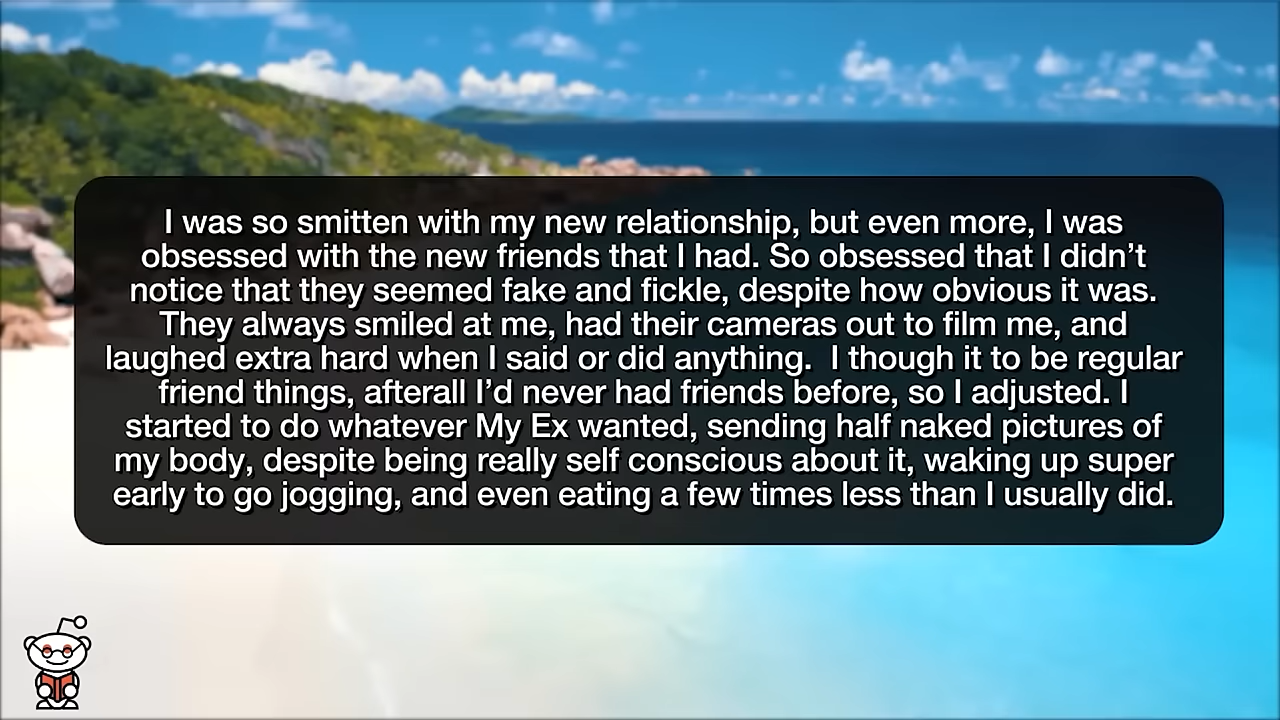 I was so smitten with my new relationship, but even more, I was
obsessed with the new friends that I had. So obsessed that I didn’t
notice that they seemed fake and fickle, despite how obvious it was.
They always smiled at me, had their cameras out to film me, and
laughed extra hard when I said or did anything.  I though it to be regular
friend things, afterall I’d never had friends before, so I adjusted. I
started to do whatever My Ex wanted, sending half naked pictures of
my body, despite being really self conscious about it, waking up super
early to go jogging, and even eating a few times less than I usually did.